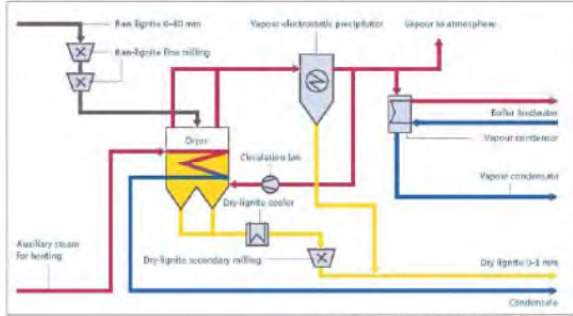 Raw-lignite 0-80 mm
Vapour electrostatic precipitator
Vapour to atmosphere
Raw-lignite fine milling
Boiler feedwater
Dryer
Vapour condenser
Circulation fan
Vapour condensate
Dry-lignite cooler
Auxiliary steam
for heating
Dry-lignite secondary milling
Dry lignite 0-1 mm
Condensate